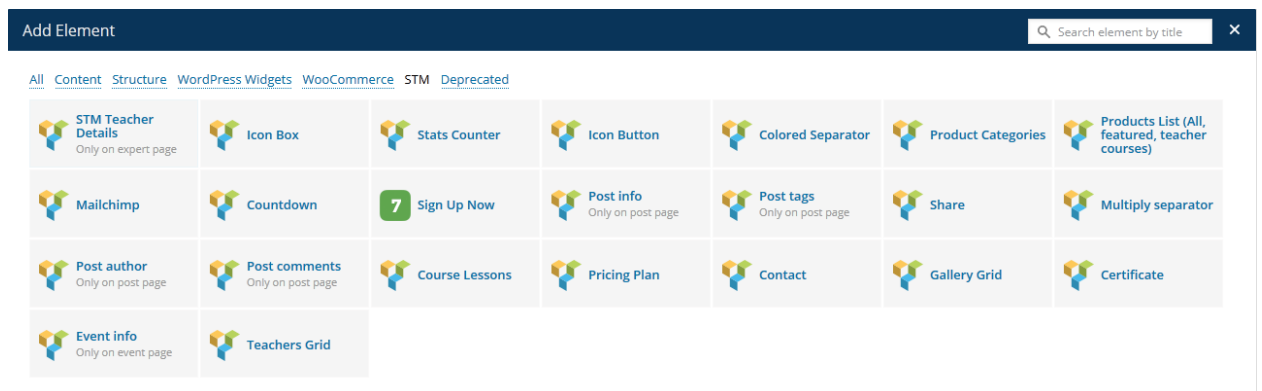 Add Element
Search element by title
All Content Structure WordPress Widgets WooCommerce STM Deprecated
STM Teacher
Details
Only on expert page
Icon Box
Stats Counter
Icon Button
Colored Separator
Product Categories
Products List (All,
featured, teacher
courses)
Mailchimp
Countdown
7
Sign Up Now
Post info
Only on post page
Post tags
Only on post page
Share
Multiply separator
Post author
Only on post page
Post comments
Only on post page
Course Lessons
Pricing Plan
Contact
Gallery Grid
Certificate
Event info
Only on event page
Teachers Grid